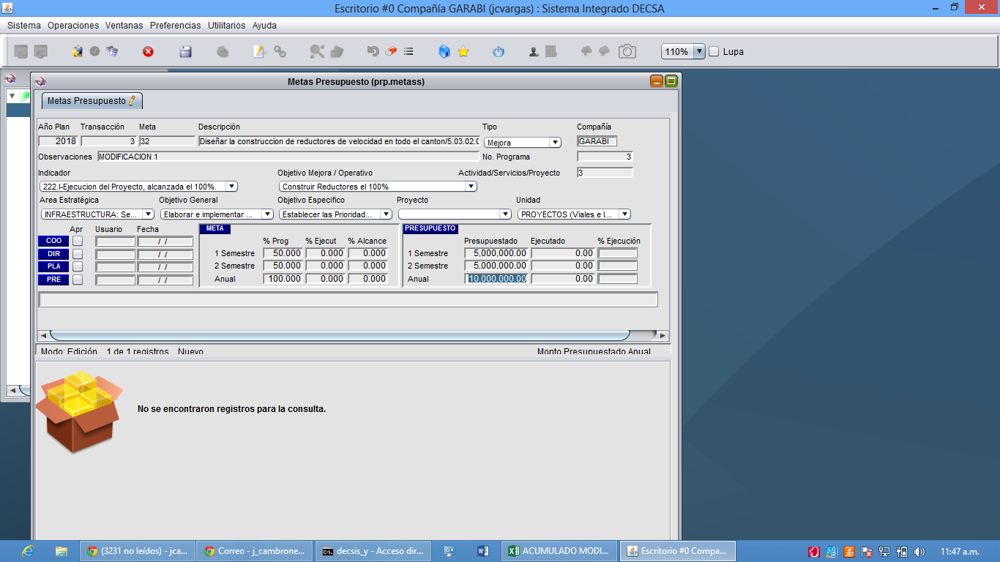 Escritorio #0 Compañía GARABI (jcvargas) : Sistema Integrado DECSA
Sistema Operaciones Ventanas Preferencias Utilitarios Ayuda
110% Lupa
Metas Presupuesto (prp.metass)
Metas Presupuesto
Año Plan Transacción Meta Descripción Tipo Compañía
2018 3 32 Diseñar la construccion de reductores de velocidad en todo el canton/5.03.02.0 Mejora GARABI
Observaciones MODIFICACION 1 No. Programa 3
Indicador Objetivo Mejora / Operativo Actividad/Servicios/Proyecto 3
222.I-Ejecucion del Proyecto, alcanzada el 100%. Construir Reductores el 100%
Area Estratégica Objetivo General Objetivo Especifico Proyecto Unidad
INFRAESTRUCTURA: Se... Elaborar e implementar ... Establecer las Prioridad... PROYECTOS (Viales e I...
Apr Usuario Fecha META PRESUPUESTO
COO / / % Prog % Ejecut % Alcance Presupuestado Ejecutado % Ejecución
DIR / / 1 Semestre 50.000 0.000 0.000 1 Semestre 5,000,000.00 0.00
PLA / / 2 Semestre 50.000 0.000 0.000 2 Semestre 5,000,000.00 0.00
PRE / / Anual 100.000 0.000 0.000 Anual 10,000,000.00 0.00
Modo: Edición 1 de 1 registros Nuevo Monto Presupuestado Anual
No se encontraron registros para la consulta.
(3231 no leídos) - jca... Correo - j_cambrone... decsis_y - Acceso dir... ACUMULADO MODI... Escritorio #0 Compa... 11:47 a.m.